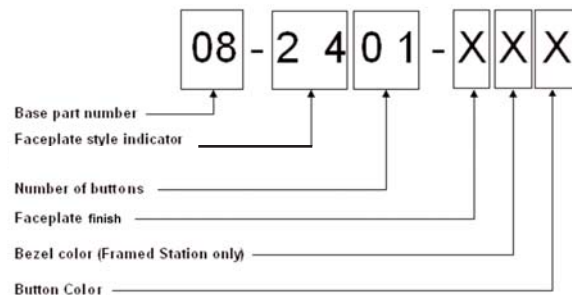 08 - 2 4 0 1 - X X X
Base part number
Faceplate style indicator
Number of buttons
Faceplate finish
Bezel color (Framed Station only)
Button Color